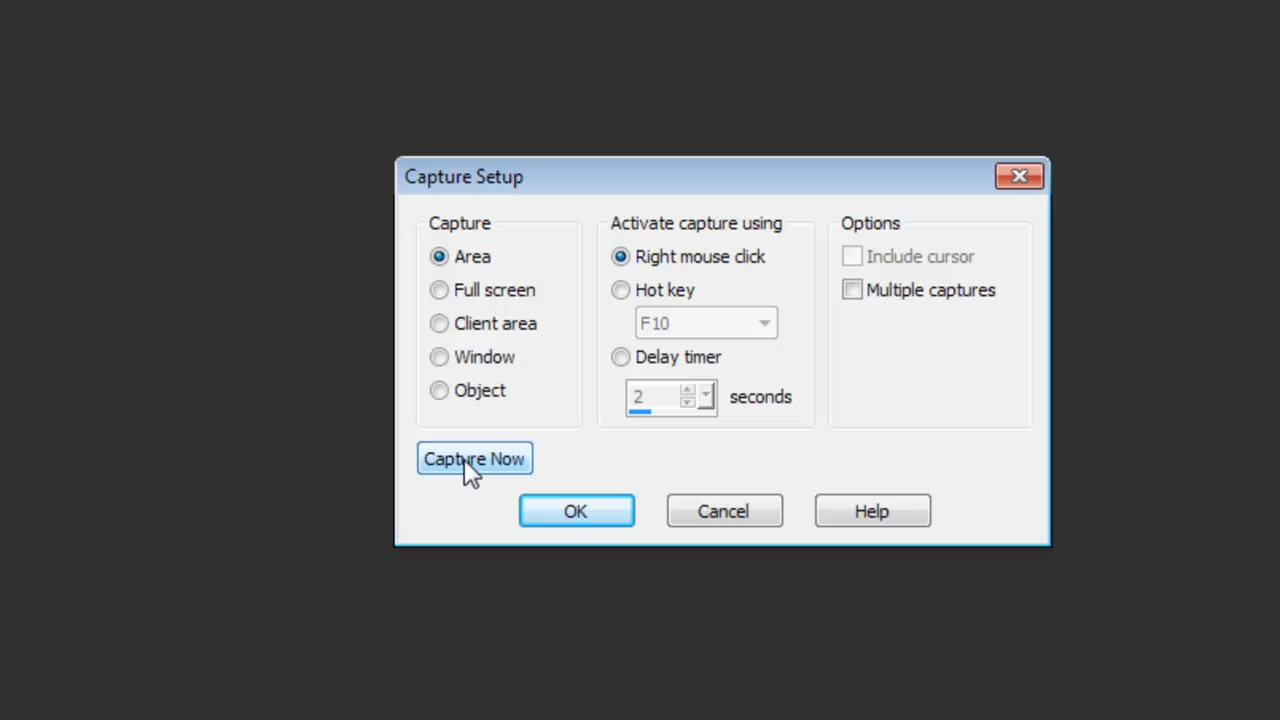 Capture Setup
Capture
Area
Full screen
Client area
Window
Object
Activate capture using
Right mouse click
Hot key
F10
Delay timer
2 seconds
Options
Include cursor
Multiple captures
Capture Now
OK
Cancel
Help